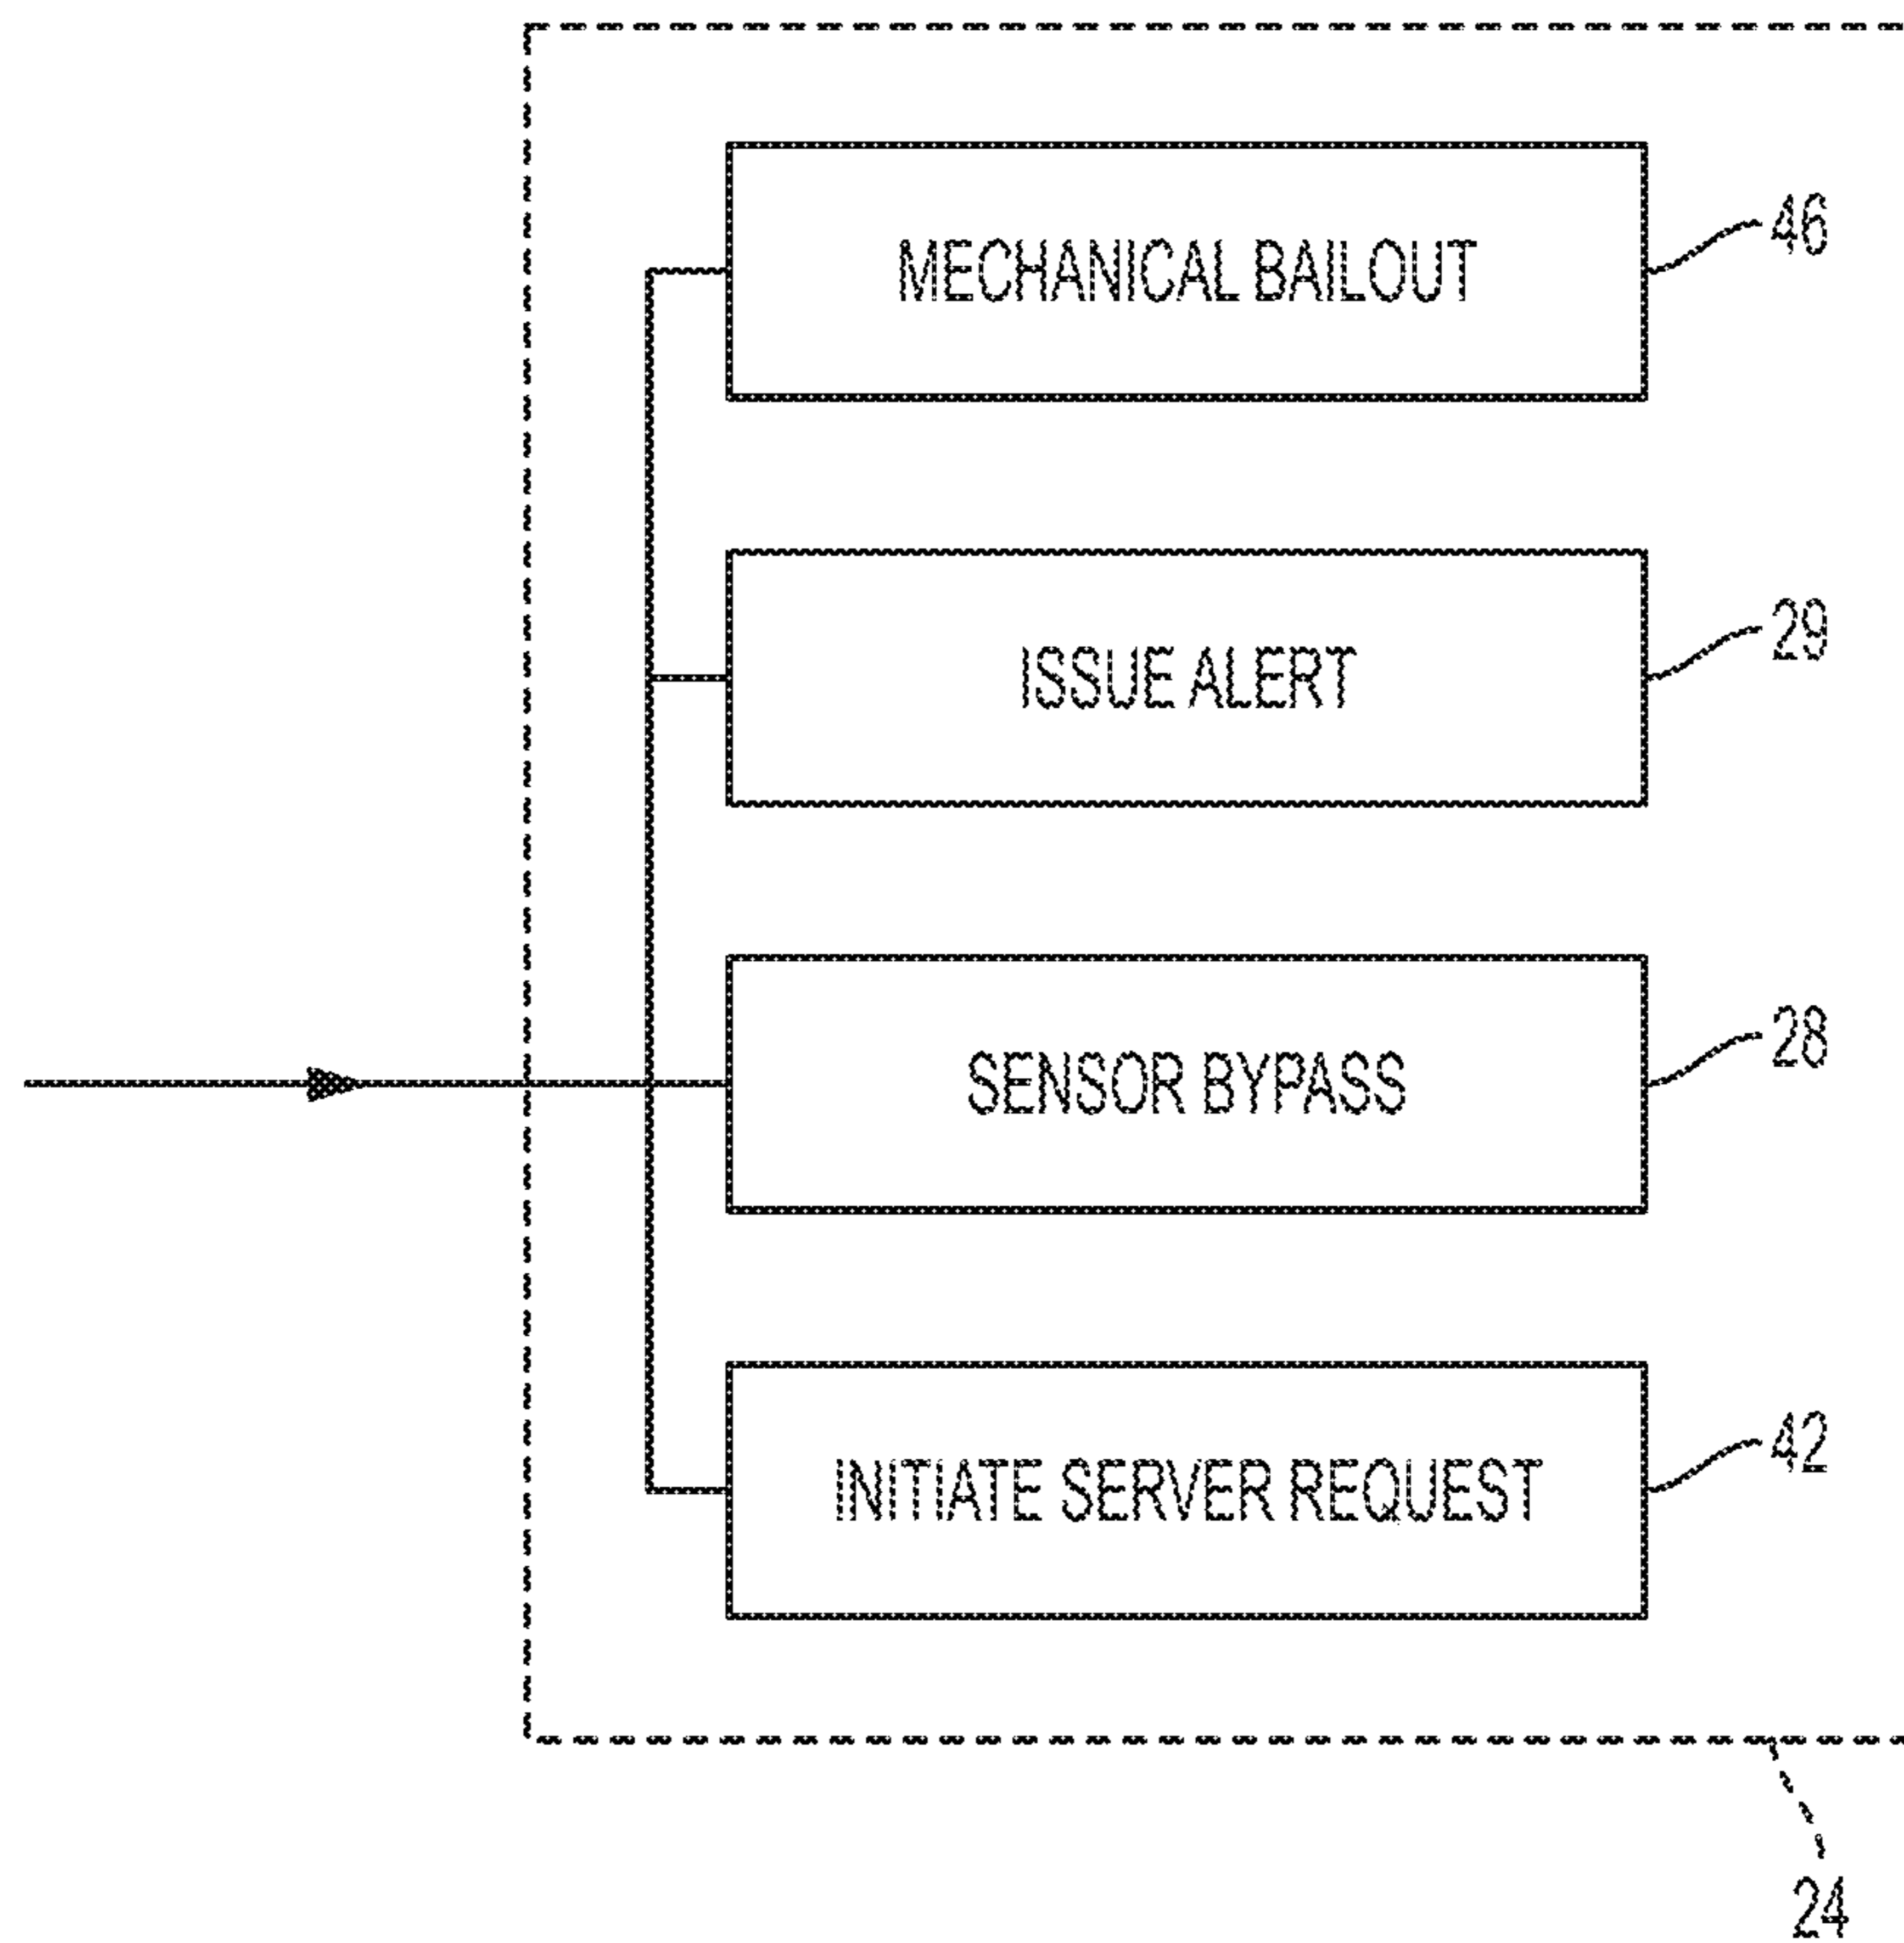 MECHANICAL BAILOUT
46
ISSUE ALERT
29
SENSOR BYPASS
28
INITIATE SERVER REQUEST
42
24